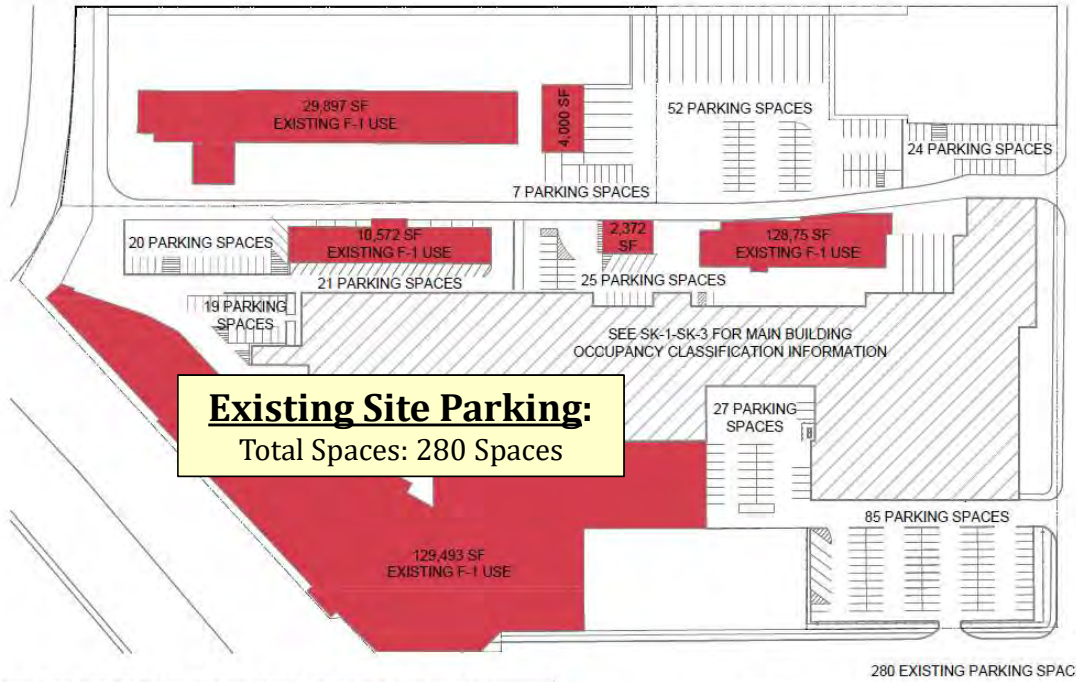 29,897 SF
EXISTING F-1 USE
4,000 SF
52 PARKING SPACES
24 PARKING SPACES
7 PARKING SPACES
20 PARKING SPACES
10,572 SF
EXISTING F-1 USE
2,372
SF
128,75 SF
EXISTING F-1 USE
21 PARKING SPACES
25 PARKING SPACES
19 PARKING
SPACES
SEE SK-1-SK-3 FOR MAIN BUILDING
OCCUPANCY CLASSIFICATION INFORMATION
Existing Site Parking:
Total Spaces: 280 Spaces
27 PARKING
SPACES
85 PARKING SPACES
129,493 SF
EXISTING F-1 USE
280 EXISTING PARKING SPAC